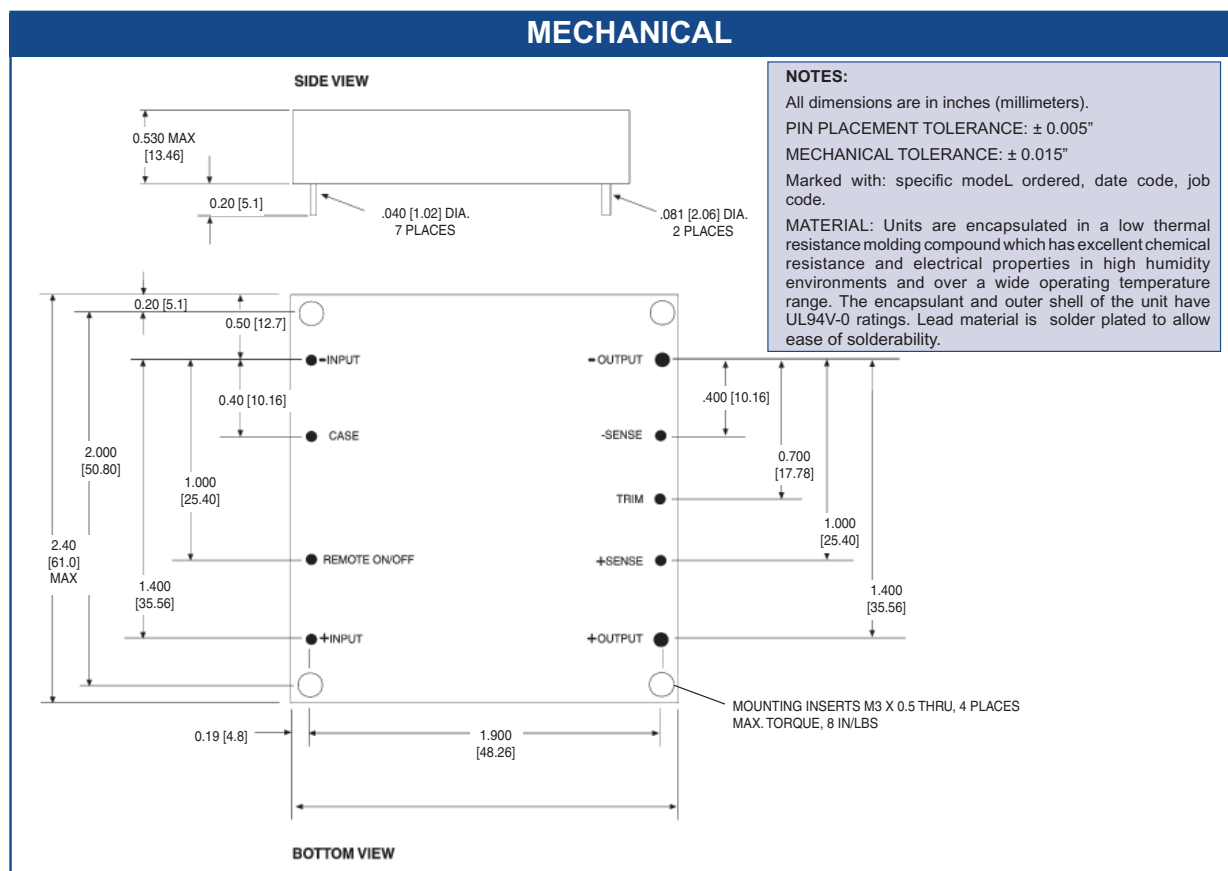 MECHANICAL
SIDE VIEW
0.530 MAX
[13.46]
0.20 [5.1]
.040 [1.02] DIA.
7 PLACES
.081 [2.06] DIA.
2 PLACES
NOTES:
All dimensions are in inches (millimeters).
PIN PLACEMENT TOLERANCE: ± 0.005”
MECHANICAL TOLERANCE: ± 0.015”
Marked with: specific modeL ordered, date code, job
code.
MATERIAL: Units are encapsulated in a low thermal
resistance molding compound which has excellent chemical
resistance and electrical properties in high humidity
environments and over a wide operating temperature
range. The encapsulant and outer shell of the unit have
UL94V-0 ratings. Lead material is solder plated to allow
ease of solderability.
0.20 [5.1]
0.50 [12.7]
-INPUT
-OUTPUT
0.40 [10.16]
.400 [10.16]
CASE
-SENSE
2.000
[50.80]
0.700
[17.78]
1.000
[25.40]
TRIM
1.000
[25.40]
2.40
[61.0]
MAX
REMOTE ON/OFF
+SENSE
1.400
[35.56]
1.400
[35.56]
+INPUT
+OUTPUT
MOUNTING INSERTS M3 X 0.5 THRU, 4 PLACES
MAX. TORQUE, 8 IN/LBS
0.19 [4.8]
1.900
[48.26]
BOTTOM VIEW